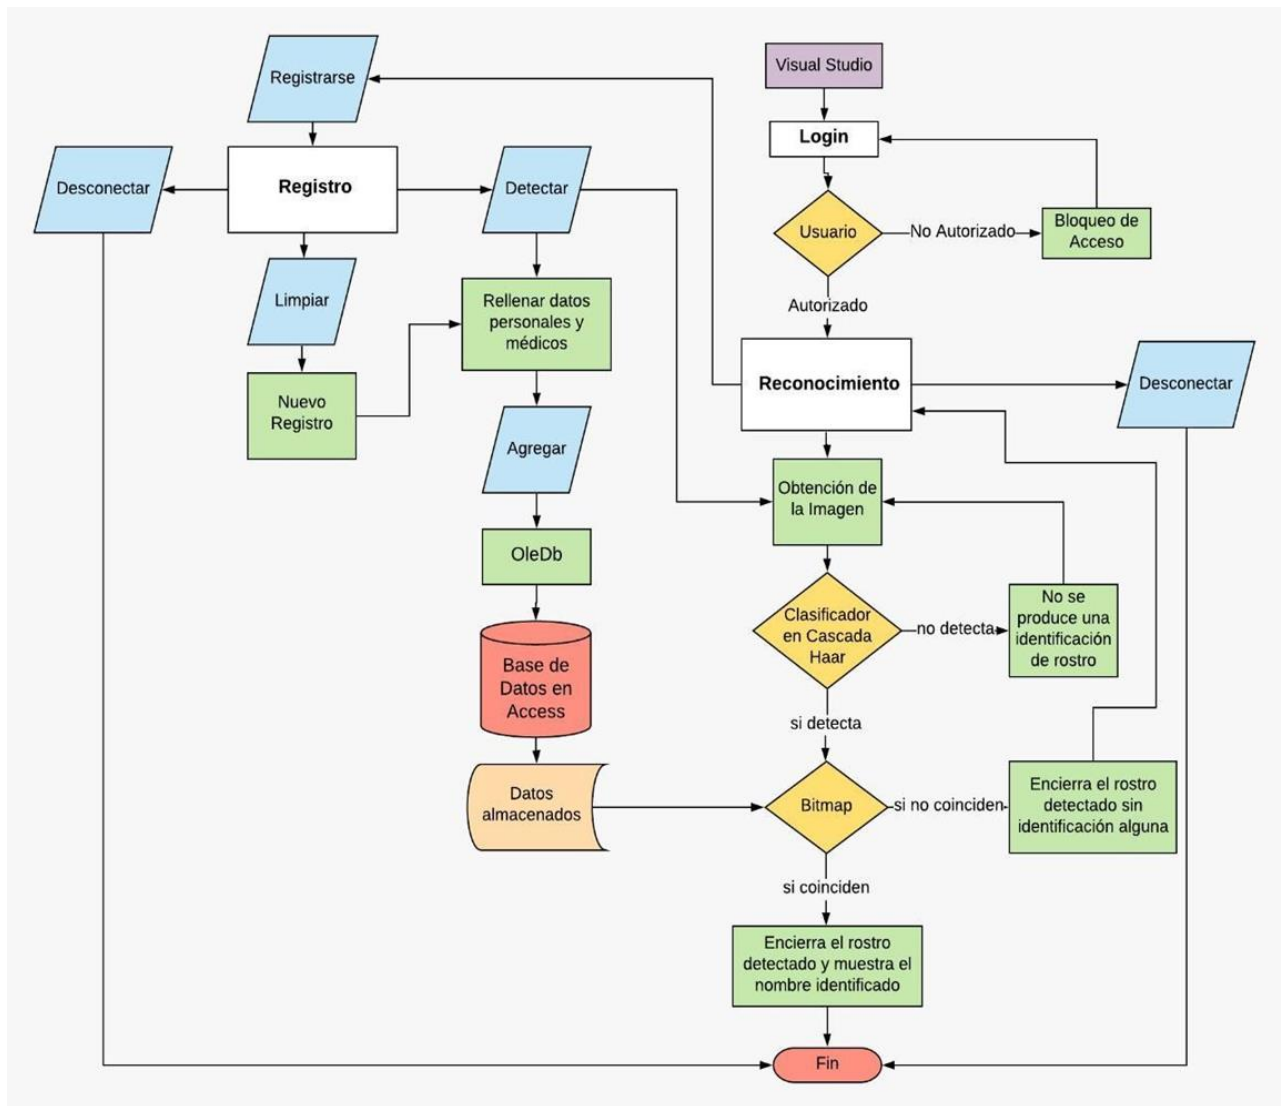 Visual Studio
Login
Usuario
No Autorizado
Bloqueo de
Acceso
Autorizado
Reconocimiento
Desconectar
Registrarse
Registro
Desconectar
Detectar
Limpiar
Nuevo
Registro
Rellenar datos
personales y
médicos
Agregar
OleDb
Base de
Datos en
Access
Datos
almacenados
Obtención de
la Imagen
Clasificador
en Cascada
Haar
no detecta
No se
produce una
identificación
de rostro
si detecta
Bitmap
si no coinciden
Encierra el rostro
detectado sin
identificación alguna
si coinciden
Encierra el rostro
detectado y muestra el
nombre identificado
Fin